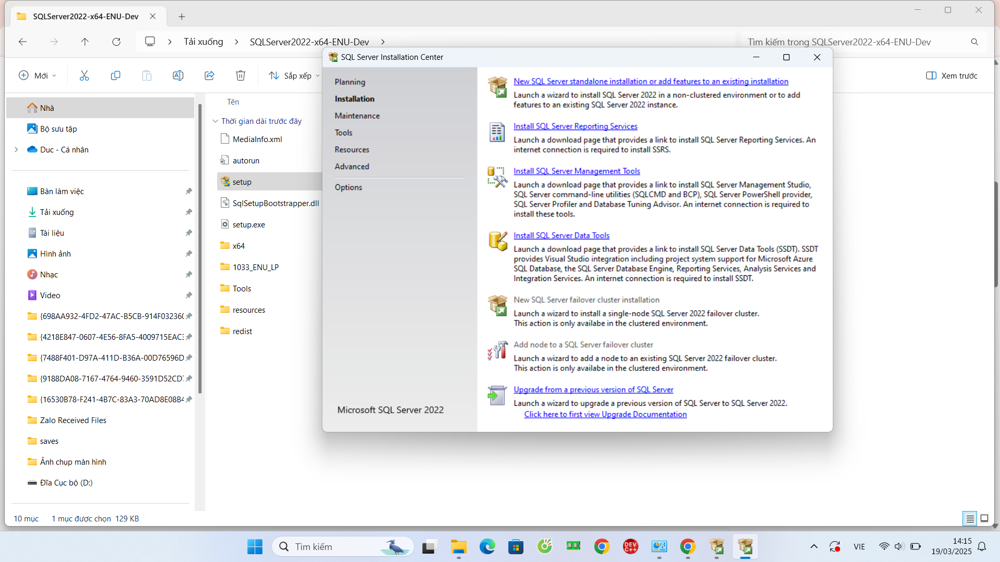 SQLServer2022-x64-ENU-Dev
Tải xuống
SQLServer2022-x64-ENU-Dev
Tìm kiếm trong SQLServer2022-x64-ENU-Dev
Mới
Sắp xếp
Xem trước
Nhà
Bộ sưu tập
Duc - Cá nhân
Bàn làm việc
Tải xuống
Tài liệu
Hình ảnh
Nhạc
Video
{698AA932-4FD2-47AC-B5CB-914F032360
{4218E847-0607-4E56-8FA5-4009715EAC3
{7488F401-D97A-411D-B36A-00D76596D
{9188DA08-7167-4764-9460-3591D52CD7
{16530B78-F241-4B7C-83A3-70AD8E08B4
Zalo Received Files
saves
Ảnh chụp màn hình
Đĩa Cục bộ (D:)
Tên
Thời gian dài trước đây
MediaInfo.xml
autorun
setup
SqlSetupBootstrapper.dll
setup.exe
x64
1033_ENU_LP
Tools
resources
redist
SQL Server Installation Center
Planning
Installation
Maintenance
Tools
Resources
Advanced
Options
Microsoft SQL Server 2022
New SQL Server standalone installation or add features to an existing installation
Launch a wizard to install SQL Server 2022 in a non-clustered environment or to add
features to an existing SQL Server 2022 instance.
Install SQL Server Reporting Services
Launch a download page that provides a link to install SQL Server Reporting Services. An
internet connection is required to install SSRS.
Install SQL Server Management Tools
Launch a download page that provides a link to install SQL Server Management Studio,
SQL Server command-line utilities (SQLCMD and BCP), SQL Server PowerShell provider,
SQL Server Profiler and Database Tuning Advisor. An internet connection is required to
install these tools.
Install SQL Server Data Tools
Launch a download page that provides a link to install SQL Server Data Tools (SSDT). SSDT
provides Visual Studio integration including project system support for Microsoft Azure
SQL Database, the SQL Server Database Engine, Reporting Services, Analysis Services and
Integration Services. An internet connection is required to install SSDT.
New SQL Server failover cluster installation
Launch a wizard to install a single-node SQL Server 2022 failover cluster.
This action is only availabe in the clustered environment.
Add node to a SQL Server failover cluster
Launch a wizard to add a node to an existing SQL Server 2022 failover cluster.
This action is only availabe in the clustered environment.
Upgrade from a previous version of SQL Server
Launch a wizard to upgrade a previous version of SQL Server to SQL Server 2022.
Click here to first view Upgrade Documentation
10 mục
1 mục được chọn 129 KB
Tìm kiếm
DEV
C++
VIE
14:15
19/03/2025